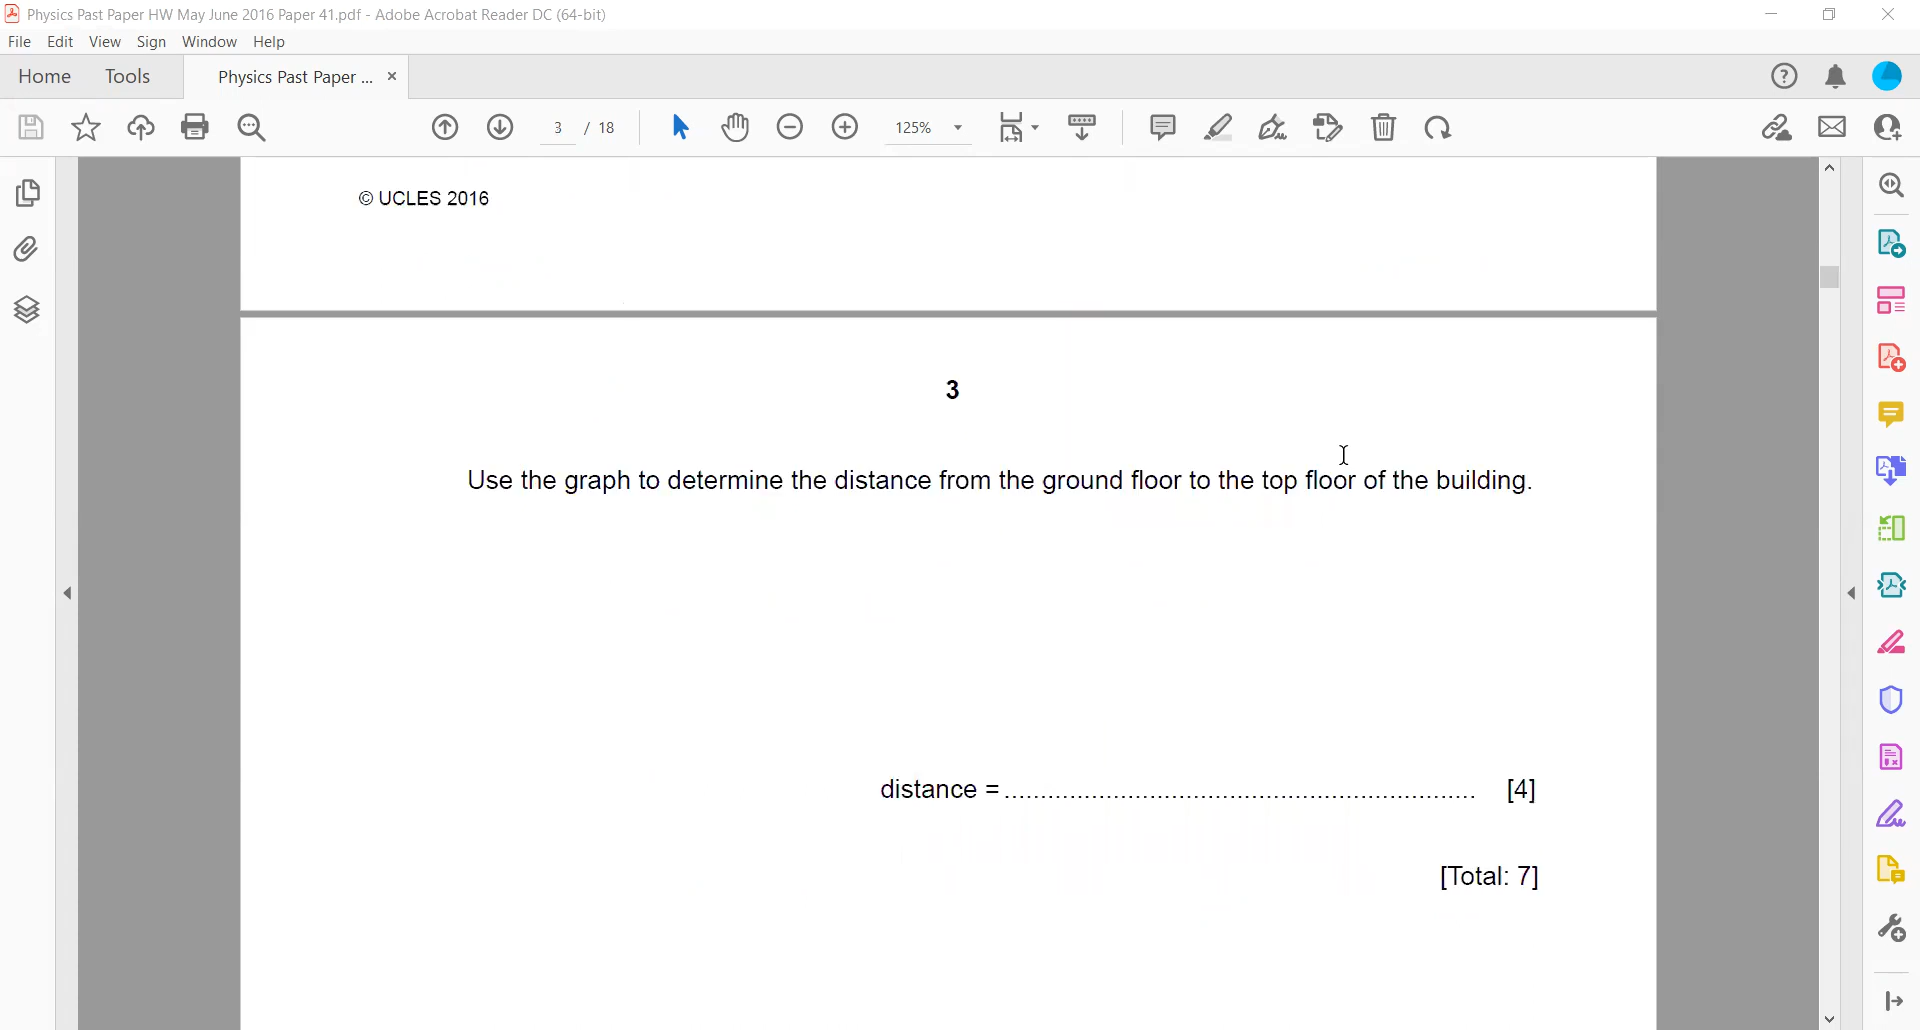 Physics Past Paper HW May June 2016 Paper 41.pdf - Adobe Acrobat Reader DC (64-bit)
File Edit View Sign Window Help
Home Tools Physics Past Paper ... ×
3 / 18 125%
© UCLES 2016
3
Use the graph to determine the distance from the ground floor to the top floor of the building.
distance = ................................................................. [4]
[Total: 7]